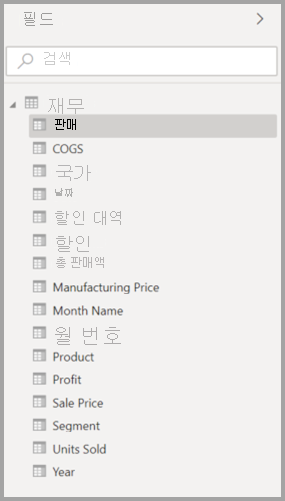 필드
검색
재무
판매
COGS
국가
날짜
할인 대역
할인
총 판매액
Manufacturing Price
Month Name
월 번호
Product
Profit
Sale Price
Segment
Units Sold
Year